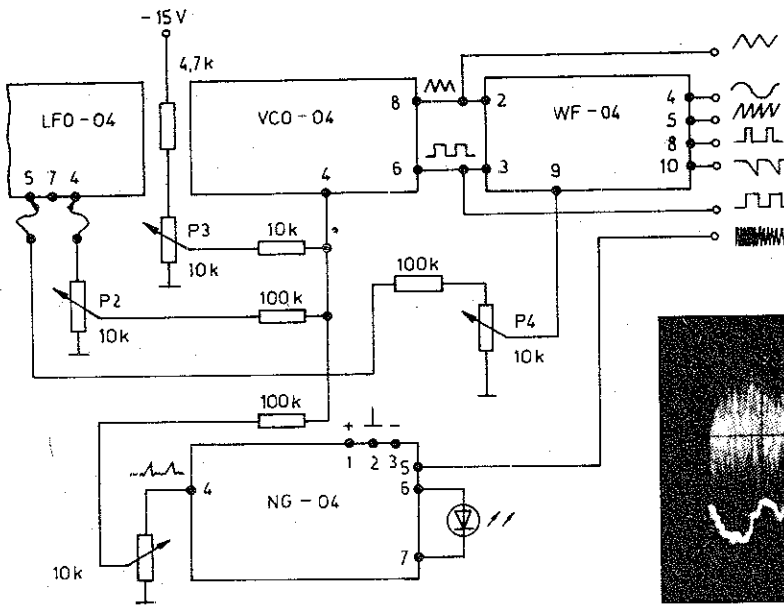 - 15 V
4,7k
LFO - 04
VCO - 04
WF - 04
8
2
4
5
8
10
6
3
9
4
5 7 4
P3
10k
10k
100k
P2
10k
100k
P4
10k
100k
+ ⊥ −
1 2 3
5
4
NG - 04
6
7
10k